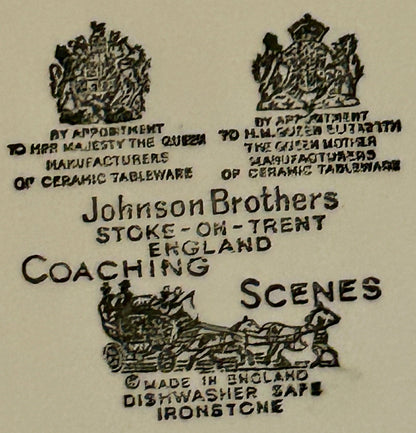 BY APPOINTMENT
TO HER MAJESTY THE QUEEN
MANUFACTURERS
OF CERAMIC TABLEWARE
BY APPOINTMENT
TO H.M. QUEEN ELIZABETH
THE QUEEN MOTHER
MANUFACTURERS
OF CERAMIC TABLEWARE
Johnson Brothers
STOKE-ON-TRENT
ENGLAND
COACHING
SCENES
© MADE IN ENGLAND
DISHWASHER SAFE
IRONSTONE